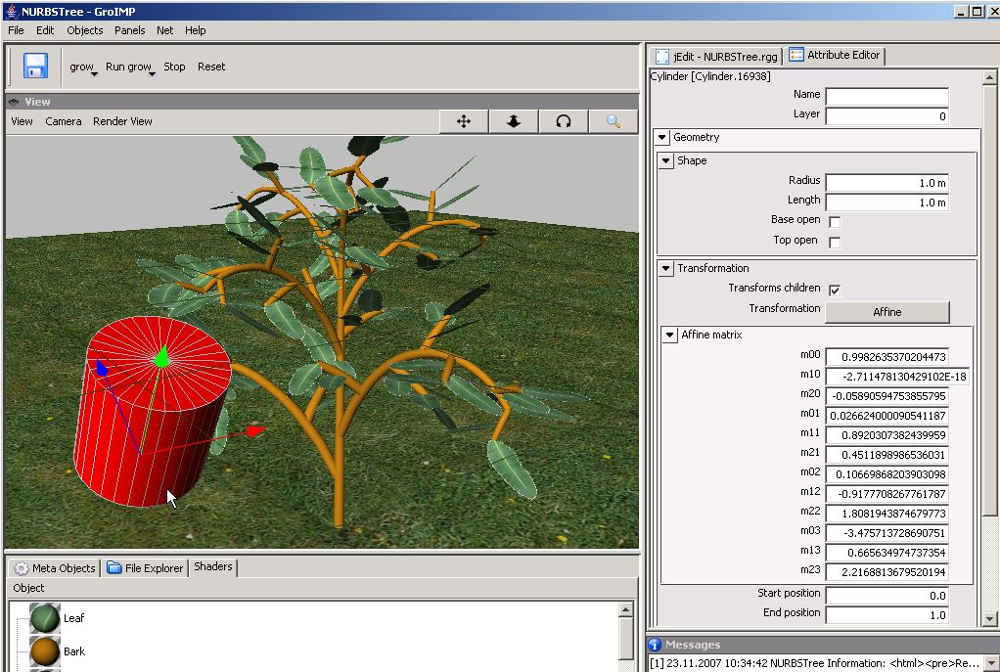 NURBSTree - GroIMP
File Edit Objects Panels Net Help
grow Run grow Stop Reset
View
View Camera Render View
jEdit - NURBSTree.rgg Attribute Editor
Cylinder [Cylinder.16938]
Name
Layer 0
Geometry
Shape
Radius 1.0 m
Length 1.0 m
Base open
Top open
Transformation
Transforms children
Transformation Affine
Affine matrix
m00 0.9982635370204473
m10 -2.711478130429102E-18
m20 -0.05890594753855795
m01 0.026624000090541187
m11 0.8920307382439959
m21 0.4511898986536031
m02 0.10669868203903098
m12 -0.9177708267761787
m22 1.8081943874679773
m03 -3.475713728690751
m13 0.665634974737354
m23 2.2168813679520194
Start position 0.0
End position 1.0
Meta Objects File Explorer Shaders
Object
Leaf
Bark
Messages
[1] 23.11.2007 10:34:42 NURBSTree Information: <html><pre>Re...